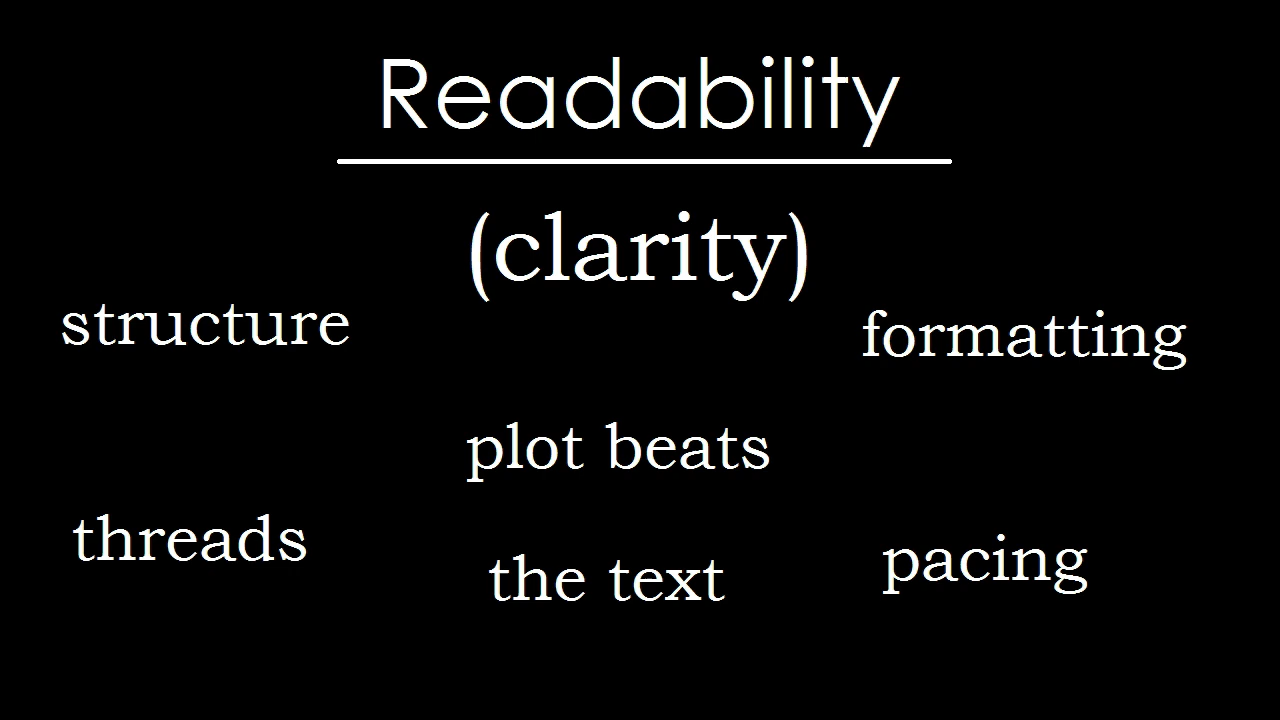 Readability
(clarity)
structure
formatting
plot beats
threads
the text
pacing